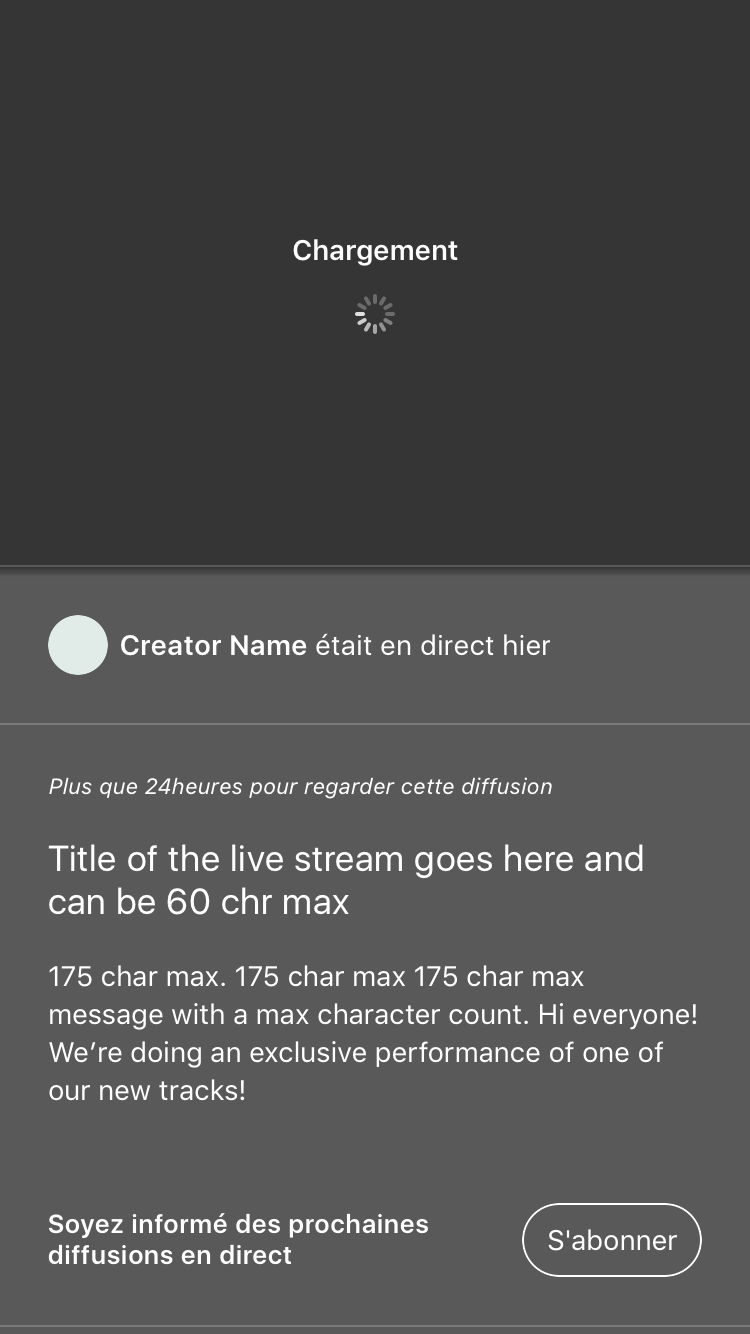 Chargement
Creator Name était en direct hier
Plus que 24heures pour regarder cette diffusion
Title of the live stream goes here and
can be 60 chr max
175 char max. 175 char max 175 char max
message with a max character count. Hi everyone!
We’re doing an exclusive performance of one of
our new tracks!
Soyez informé des prochaines
diffusions en direct
S'abonner